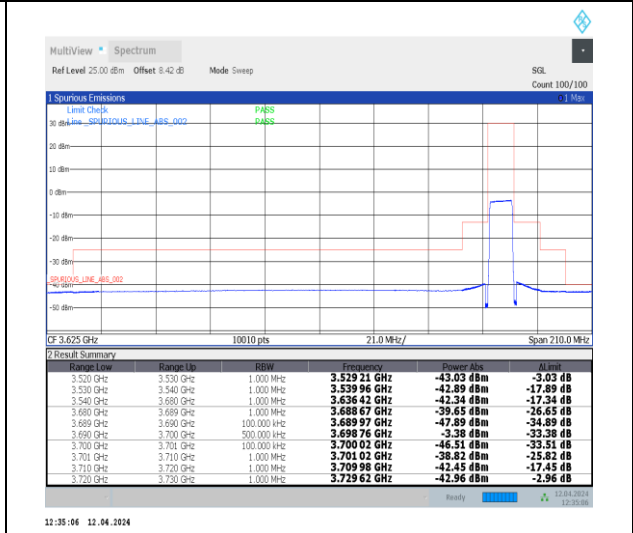 MultiView Spectrum
Ref Level 25.00 dBm Offset 8.42 dB Mode Sweep SGL
Count 100/100
1 Spurious Emissions 1 Max
Limit Check PASS
30 dBm Line _SPURIOUS_LINE_ABS_002 PASS
20 dBm
10 dBm
0 dBm
-10 dBm
-20 dBm
-30 dBm
_SPURIOUS_LINE_ABS_002
-40 dBm
-50 dBm
CF 3.625 GHz 10010 pts 21.0 MHz/ Span 210.0 MHz
2 Result Summary
Range Low Range Up RBW Frequency Power Abs ΔLimit
3.520 GHz 3.530 GHz 1.000 MHz 3.529 21 GHz -43.03 dBm -3.03 dB
3.530 GHz 3.540 GHz 1.000 MHz 3.539 96 GHz -42.89 dBm -17.89 dB
3.540 GHz 3.680 GHz 1.000 MHz 3.636 42 GHz -42.34 dBm -17.34 dB
3.680 GHz 3.689 GHz 1.000 MHz 3.688 67 GHz -39.65 dBm -26.65 dB
3.689 GHz 3.690 GHz 100.000 kHz 3.689 97 GHz -47.89 dBm -34.89 dB
3.690 GHz 3.700 GHz 500.000 kHz 3.698 76 GHz -3.38 dBm -33.38 dB
3.700 GHz 3.701 GHz 100.000 kHz 3.700 02 GHz -46.51 dBm -33.51 dB
3.701 GHz 3.710 GHz 1.000 MHz 3.701 02 GHz -38.82 dBm -25.82 dB
3.710 GHz 3.720 GHz 1.000 MHz 3.709 98 GHz -42.45 dBm -17.45 dB
3.720 GHz 3.730 GHz 1.000 MHz 3.729 62 GHz -42.96 dBm -2.96 dB
Ready 12.04.2024
12:35:06
12:35:06 12.04.2024